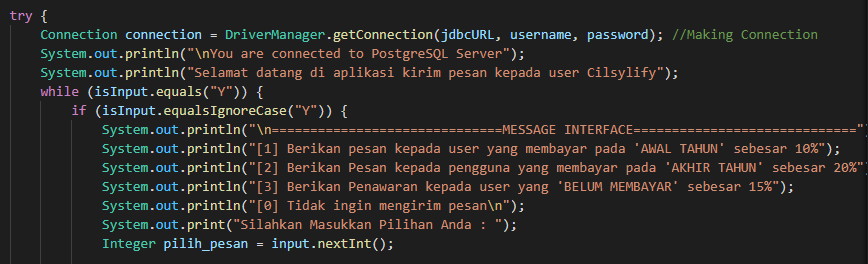 try {
Connection connection = DriverManager.getConnection(jdbcURL, username, password); //Making Connection
System.out.println("\nYou are connected to PostgreSQL Server");
System.out.println("Selamat datang di aplikasi kirim pesan kepada user Cilsylify");
while (isInput.equals("Y")) {
if (isInput.equalsIgnoreCase("Y")) {
System.out.println("\n==============================MESSAGE INTERFACE=============================")
System.out.println("[1] Berikan pesan kepada user yang membayar pada 'AWAL TAHUN' sebesar 10%");
System.out.println("[2] Berikan Pesan kepada pengguna yang membayar pada 'AKHIR TAHUN' sebesar 20%"
System.out.println("[3] Berikan Penawaran kepada user yang 'BELUM MEMBAYAR' sebesar 15%");
System.out.println("[0] Tidak ingin mengirim pesan\n");
System.out.print("Silahkan Masukkan Pilihan Anda : ");
Integer pilih_pesan = input.nextInt();